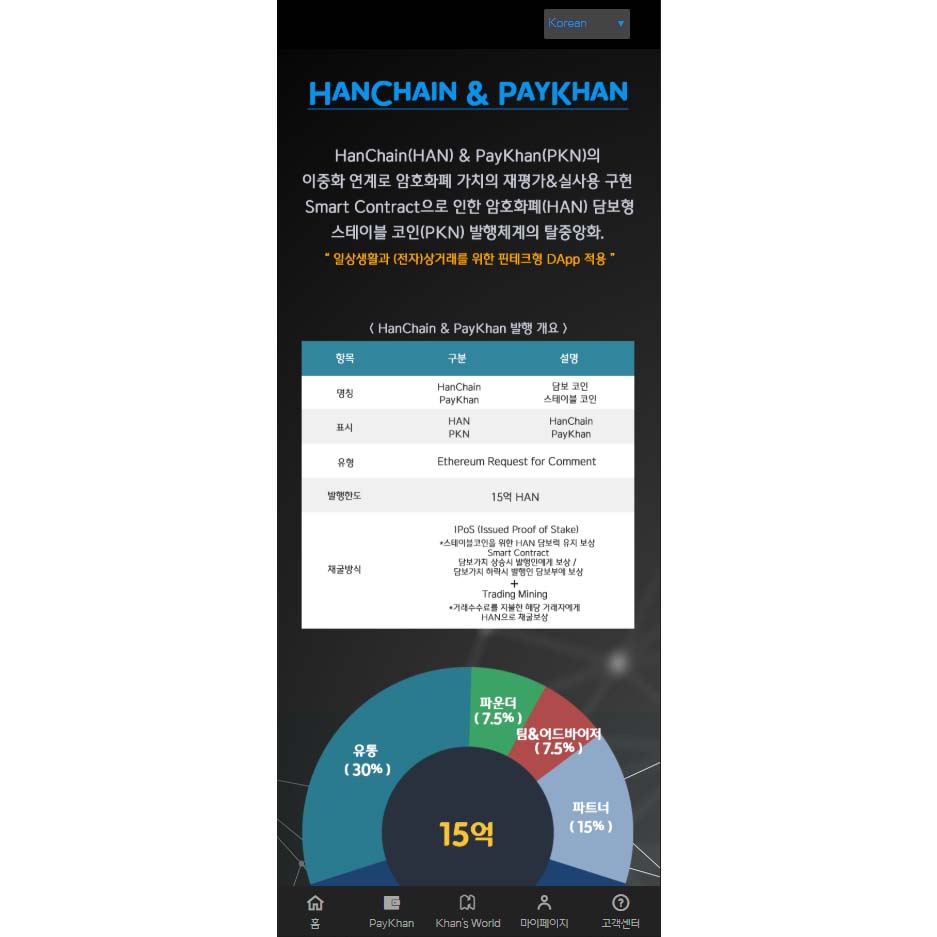 Korean
HANCHAIN & PAYKHAN
HanChain(HAN) & PayKhan(PKN)의
이중화 연계로 암호화폐 가치의 재평가&실사용 구현
Smart Contract으로 인한 암호화폐(HAN) 담보형
스테이블 코인(PKN) 발행체계의 탈중앙화.
“ 일상생활과 (전자)상거래를 위한 핀테크형 DApp 적용 ”
< HanChain & PayKhan 발행 개요 >
항목 구분 설명
명칭 HanChain 담보 코인
PayKhan 스테이블 코인
표시 HAN HanChain
PKN PayKhan
유형 Ethereum Request for Comment
발행한도 15억 HAN
채굴방식
IPoS (Issued Proof of Stake)
*스테이블코인을 위한 HAN 담보력 유지 보상
Smart Contract
담보가치 상승시 발행인에게 보상 /
담보가치 하락시 발행인 담보부에 보상
+
Trading Mining
*거래수수료를 지불한 해당 거래자에게
HAN으로 채굴보상
파운더
( 7.5% )
팀&어드바이저
( 7.5% )
유통
( 30% )
파트너
( 15% )
15억
홈 PayKhan Khan's World 마이페이지 고객센터